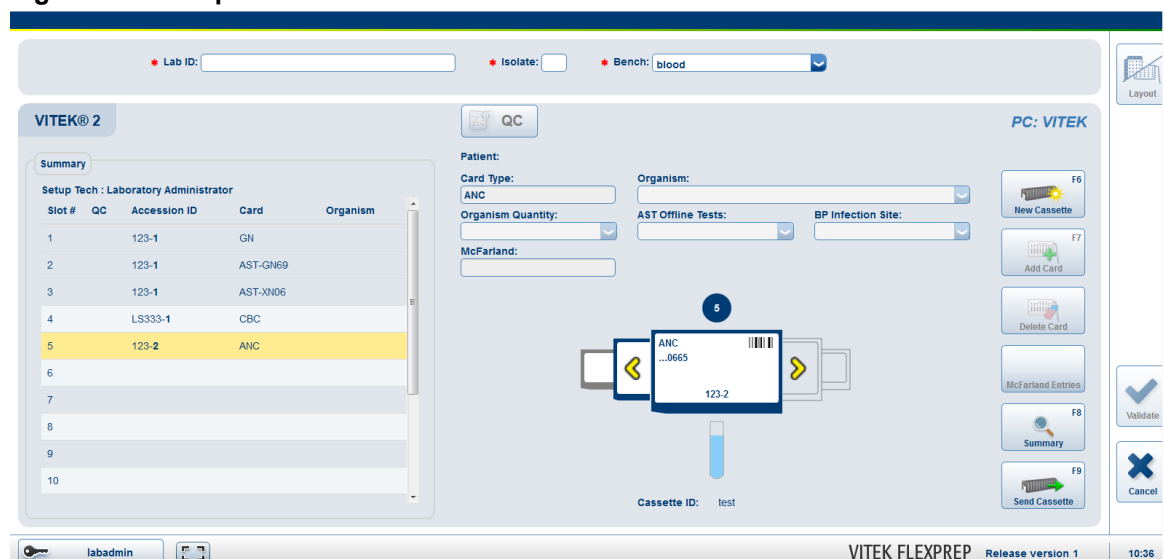 * Lab ID: * Isolate: * Bench: blood
Layout
VITEK® 2
QC
PC: VITEK
Summary
Setup Tech : Laboratory Administrator
Slot # QC Accession ID Card Organism
1 123-1 GN
2 123-1 AST-GN69
3 123-1 AST-XN06
4 LS333-1 CBC
5 123-2 ANC
6
7
8
9
10
Patient:
Card Type: Organism:
ANC
Organism Quantity: AST Offline Tests: BP Infection Site:
McFarland:
5
ANC
...0665
123-2
Cassette ID: test
F6
New Cassette
F7
Add Card
Delete Card
McFarland Entries
F8
Summary
F9
Send Cassette
Validate
Cancel
labadmin
VITEK FLEXPREP Release version 1 10:36